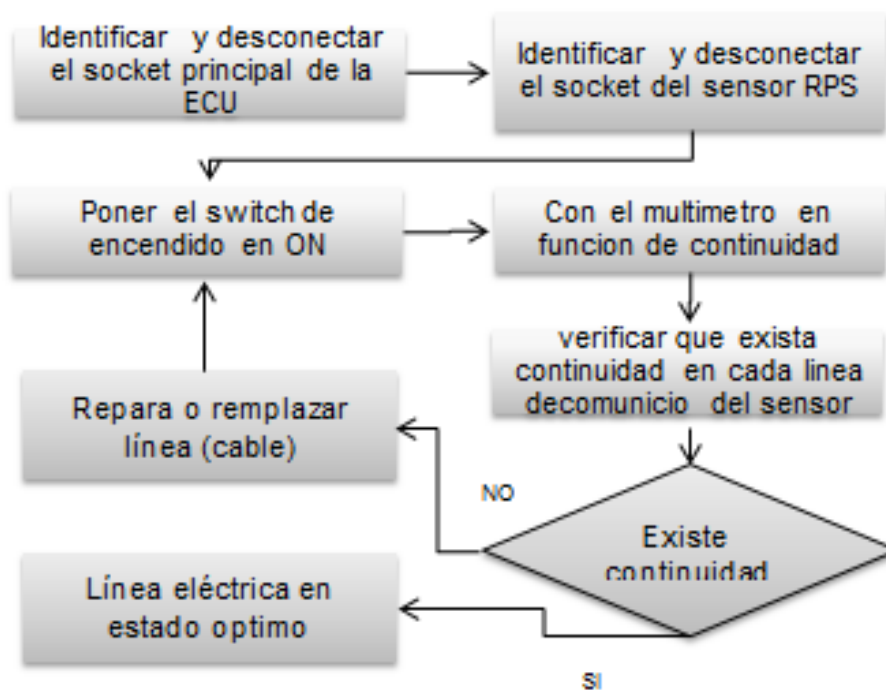 Identificar y desconectar
el socket principal de la
ECU
Identificar y desconectar
el socket del sensor RPS
Poner el switch de
encendido en ON
Con el multimetro en
funcion de continuidad
verificar que exista
continuidad en cada linea
decomunicio del sensor
Repara o remplazar
línea (cable)
NO
Existe
continuidad
Línea eléctrica en
estado optimo
SI